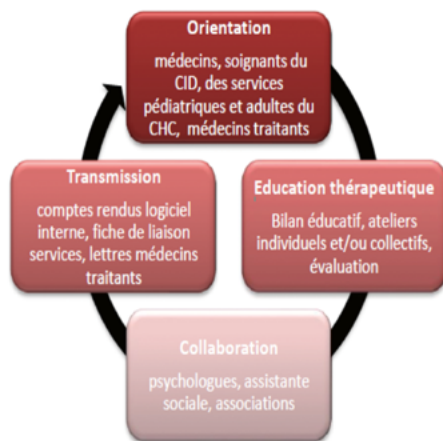 Orientation
médecins, soignants du
CID, des services
pédiatriques et adultes du
CHC, médecins traitants
Transmission
comptes rendus logiciel
interne, fiche de liaison
services, lettres médecins
traitants
Education thérapeutique
Bilan éducatif, ateliers
individuels et/ou collectifs,
évaluation
Collaboration
psychologues, assistante
sociale, associations